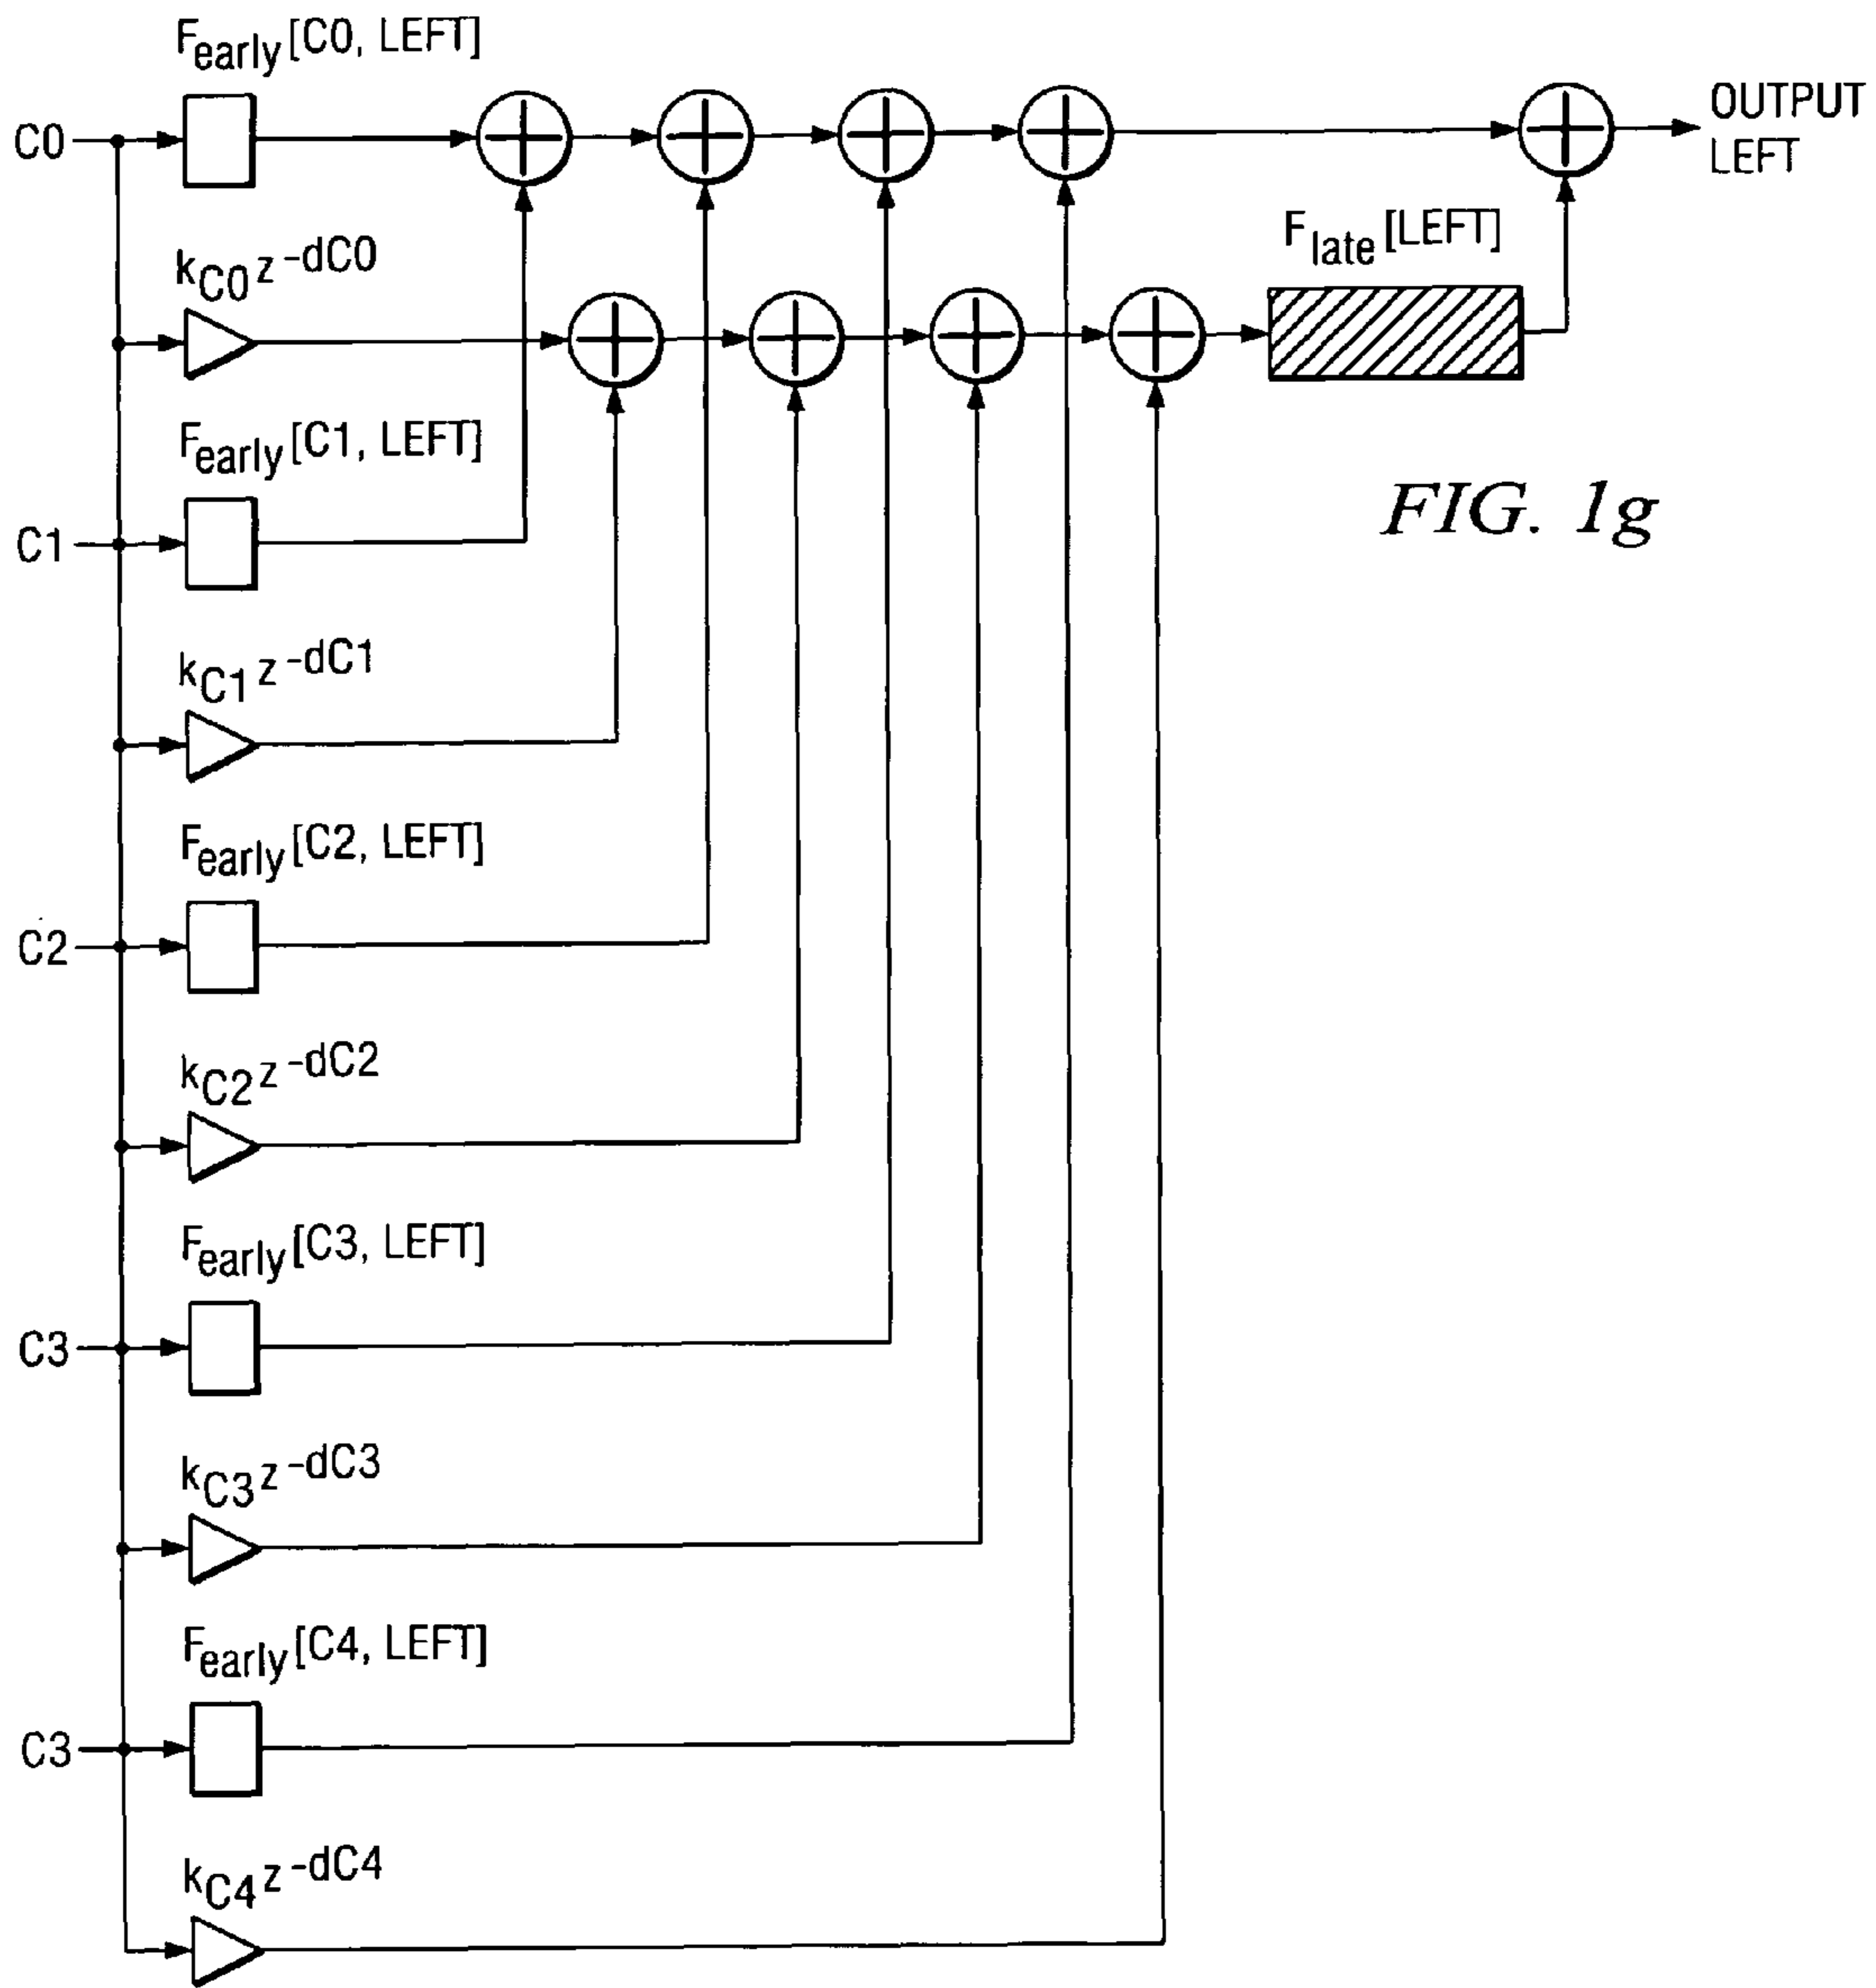 F_early[C0, LEFT]
C0
OUTPUT
LEFT
F_late[LEFT]
k_C0 z^-dC0
F_early[C1, LEFT]
FIG. 1g
C1
k_C1 z^-dC1
F_early[C2, LEFT]
C2
k_C2 z^-dC2
F_early[C3, LEFT]
C3
k_C3 z^-dC3
F_early[C4, LEFT]
C3
k_C4 z^-dC4